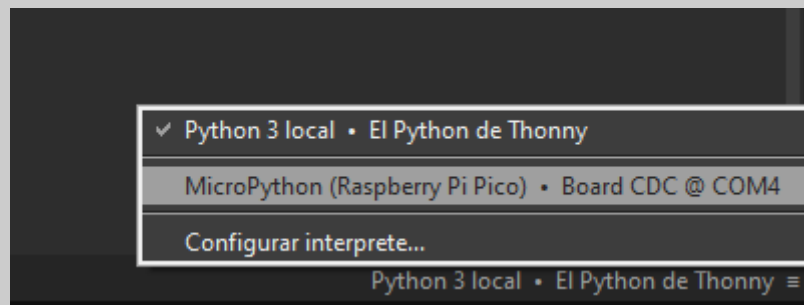 ✓ Python 3 local • El Python de Thonny
MicroPython (Raspberry Pi Pico) • Board CDC @ COM4
Configurar interprete...
Python 3 local • El Python de Thonny ≡